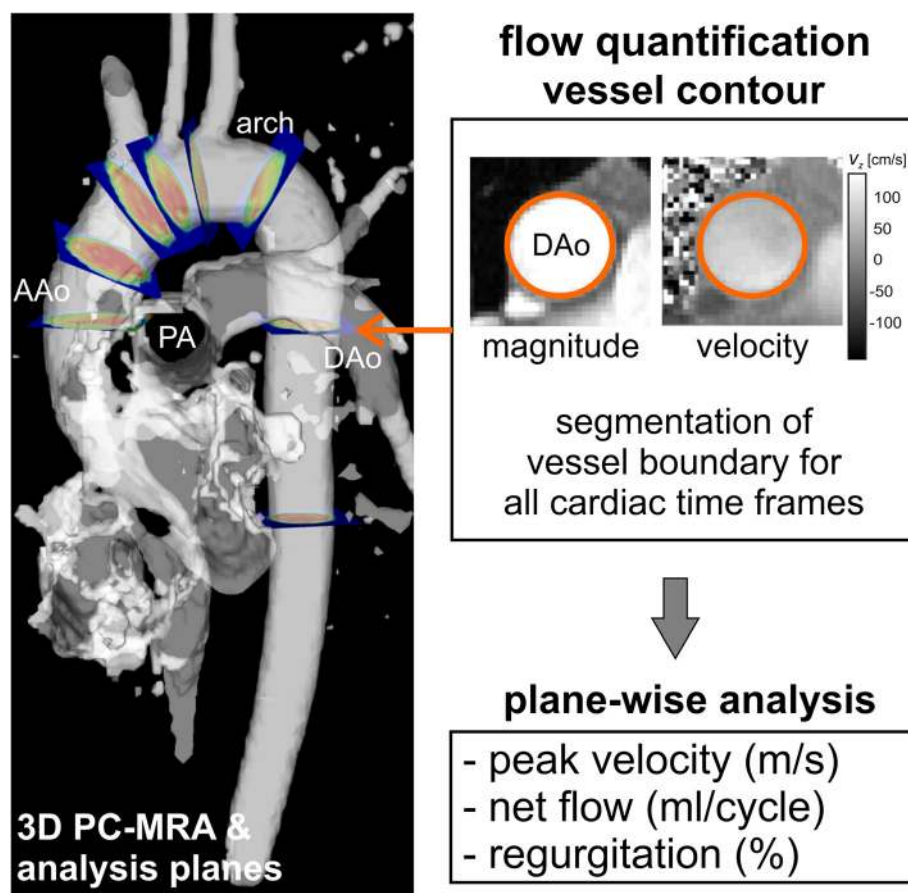 arch
AAo
PA
DAo
3D PC-MRA &
analysis planes
flow quantification
vessel contour
DAo
magnitude
velocity
Vz [cm/s]
100
50
0
-50
-100
segmentation of
vessel boundary for
all cardiac time frames
plane-wise analysis
- peak velocity (m/s)
- net flow (ml/cycle)
- regurgitation (%)